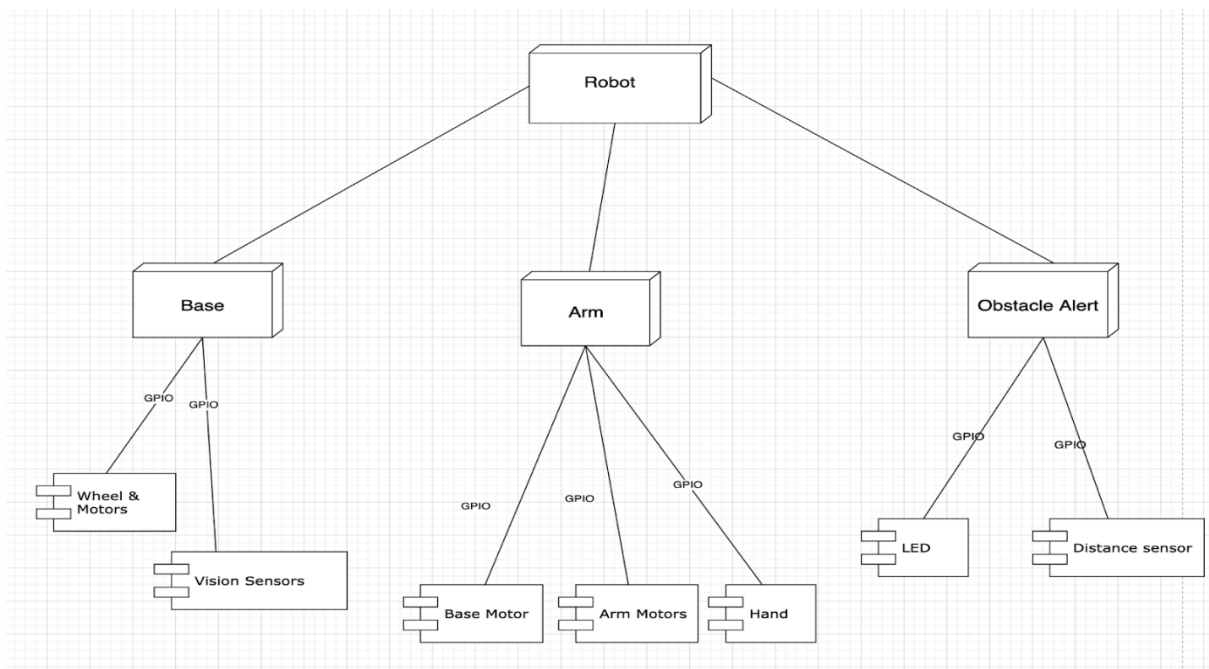 Robot
Base
Arm
Obstacle Alert
GPIO
GPIO
GPIO
GPIO
GPIO
GPIO
GPIO
Wheel &
Motors
Vision Sensors
Base Motor
Arm Motors
Hand
LED
Distance sensor